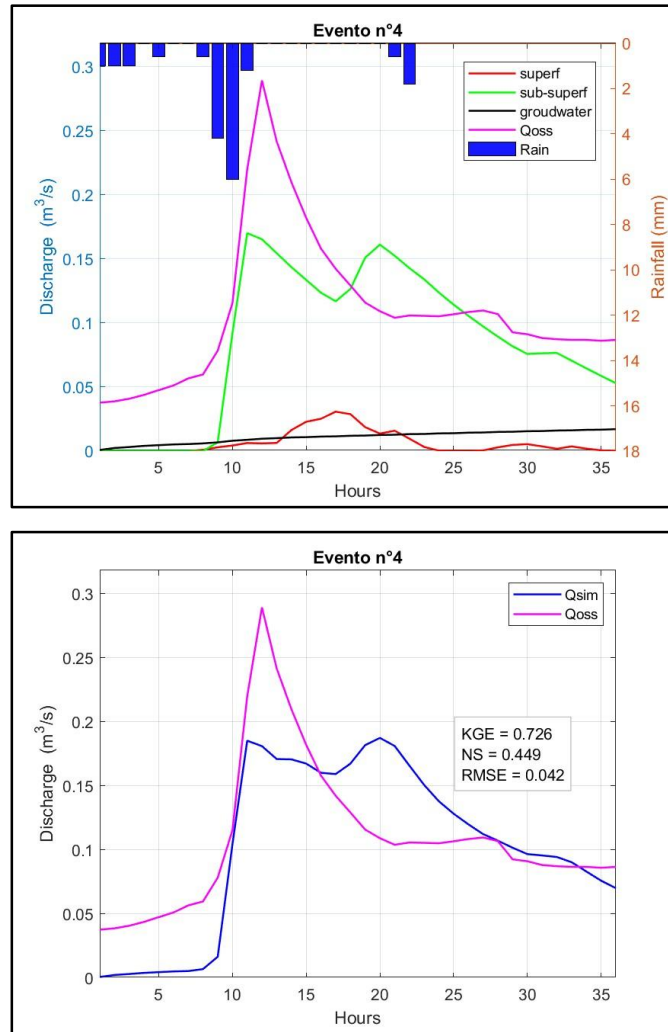 Evento n°4
0.3
0.25
0.2
0.15
0.1
0.05
0
Discharge (m³/s)
superf
sub-superf
groudwater
Qoss
Rain
0
2
4
6
8
10
12
14
16
18
Rainfall (mm)
5 10 15 20 25 30 35
Hours
Evento n°4
0.3
0.25
0.2
0.15
0.1
0.05
0
Discharge (m³/s)
Qsim
Qoss
KGE = 0.726
NS = 0.449
RMSE = 0.042
5 10 15 20 25 30 35
Hours